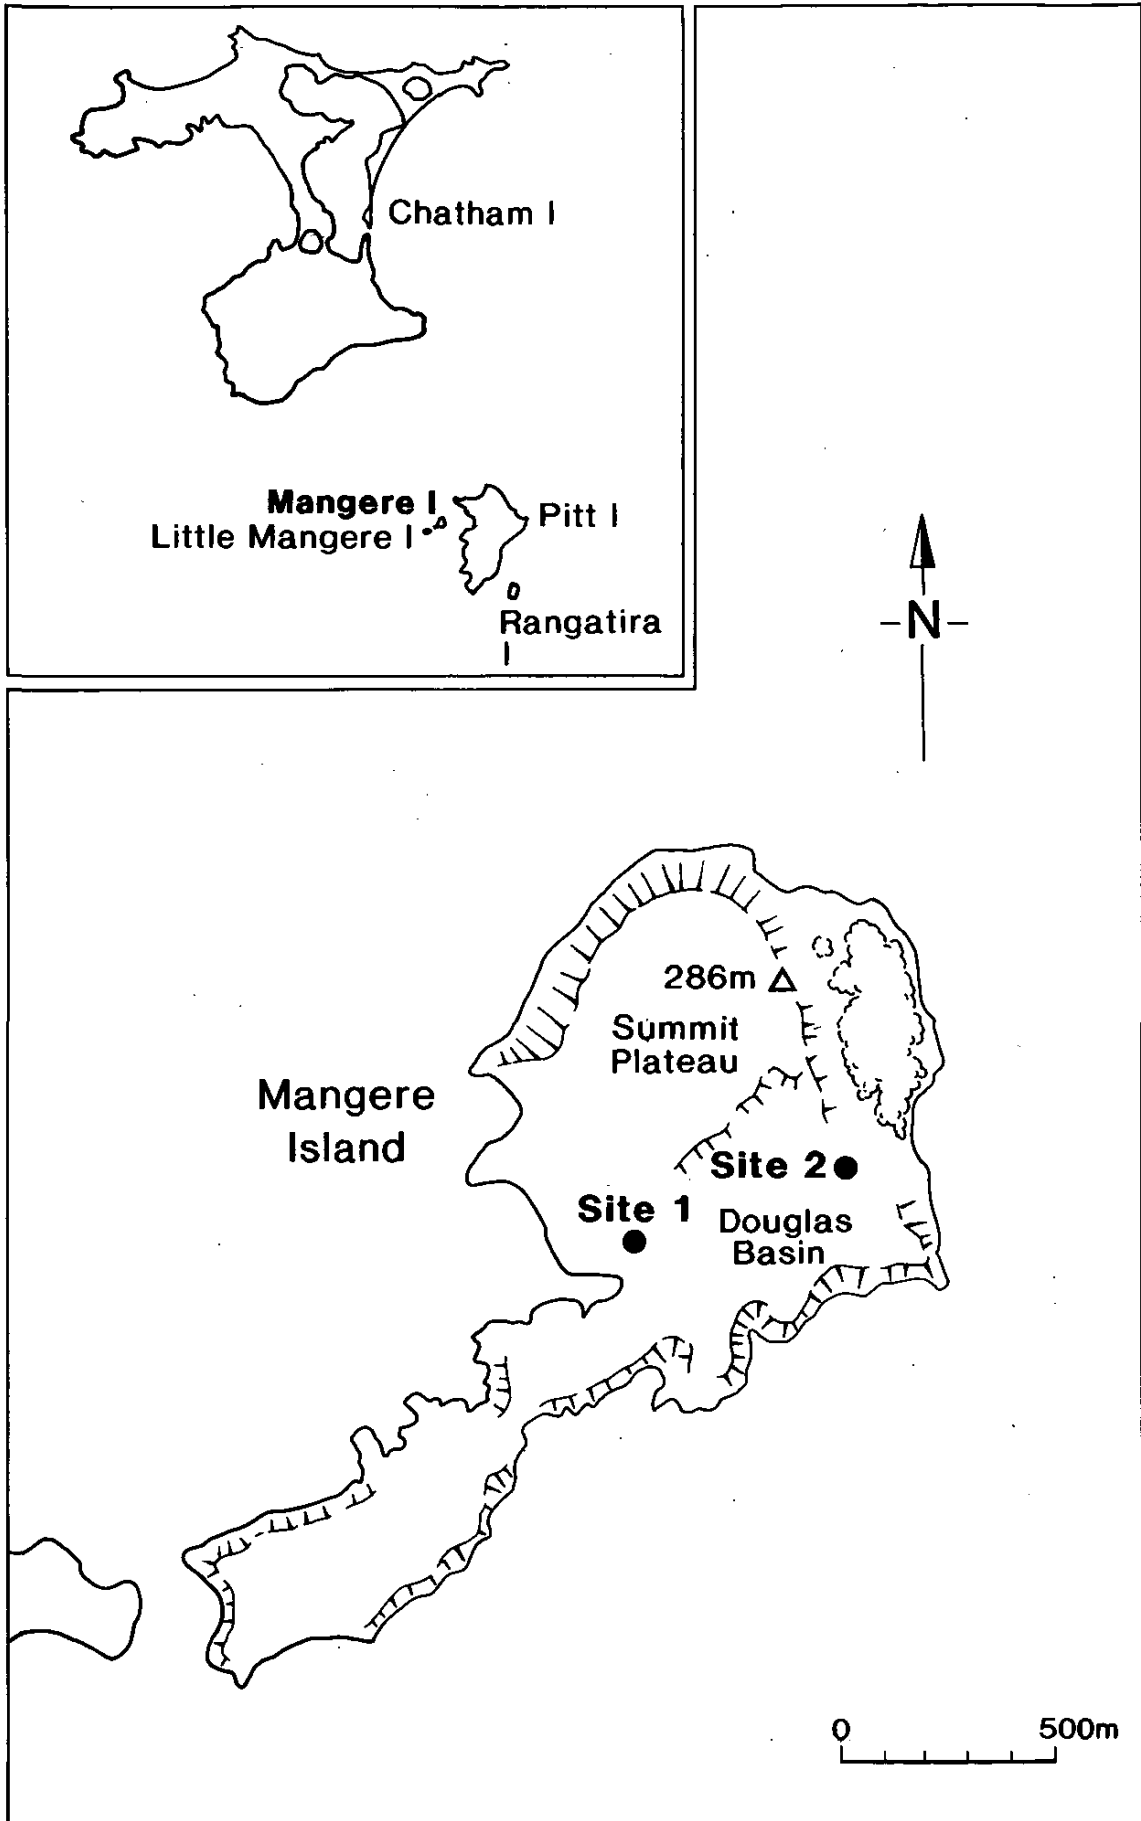 Chatham I
Mangere I
Little Mangere I
Pitt I
Rangatira
I
-N-
286m
Summit
Plateau
Mangere
Island
Site 2
Site 1
Douglas
Basin
0 500m